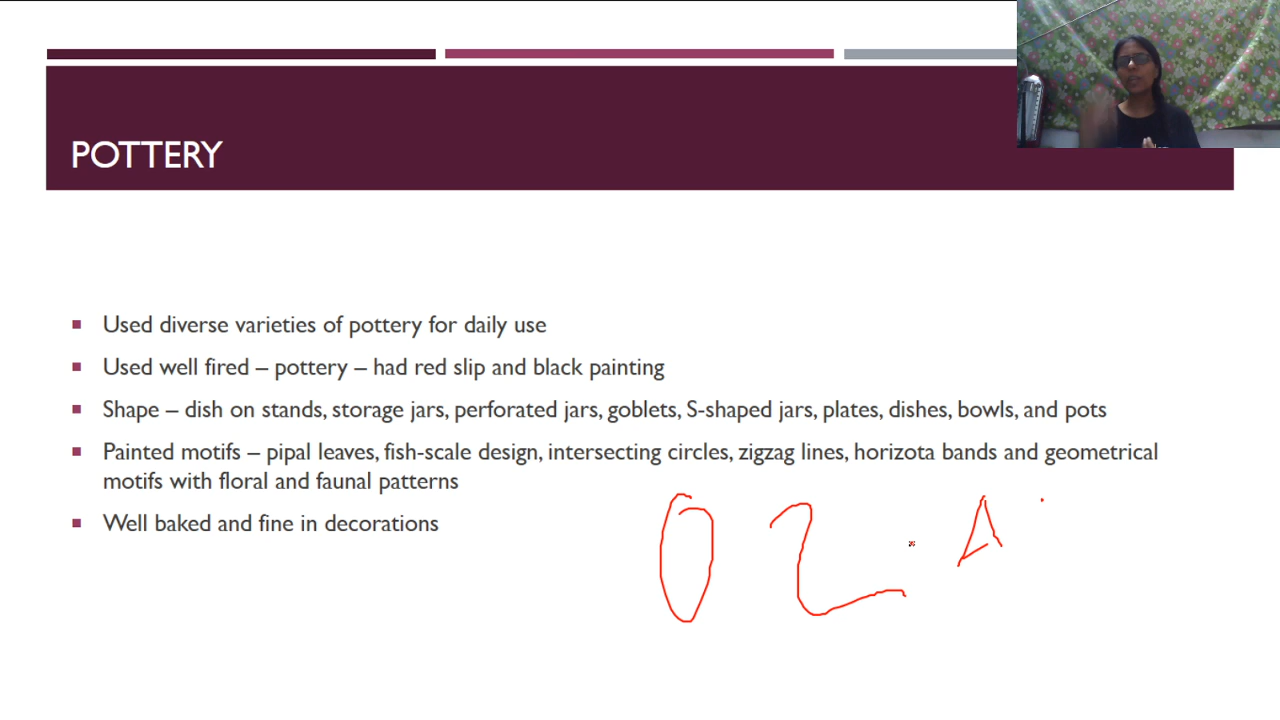 POTTERY
Used diverse varieties of pottery for daily use
Used well fired – pottery – had red slip and black painting
Shape – dish on stands, storage jars, perforated jars, goblets, S-shaped jars, plates, dishes, bowls, and pots
Painted motifs – pipal leaves, fish-scale design, intersecting circles, zigzag lines, horizota bands and geometrical
motifs with floral and faunal patterns
Well baked and fine in decorations